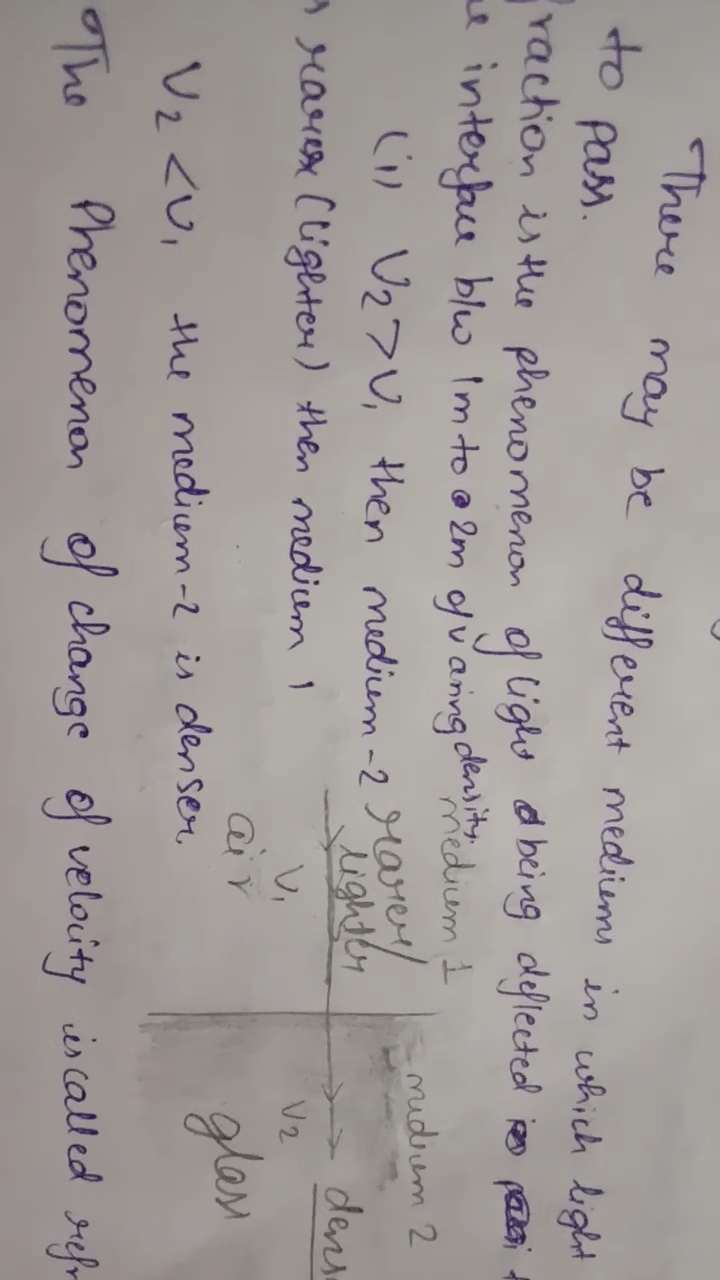 There may be different mediums in which light
to pass.
raction is the phenomenon of light being deflected
interface b/w 1m to 2m of varing density.
(i) V2 > V1 then medium-2 rarer/
lighter
rarer (lighter) then medium 1
V2 < V1 the medium-2 is denser.
The Phenomenon of change of velocity is called refr
medium 1
medium 2
V1
V2
air
glass
dens